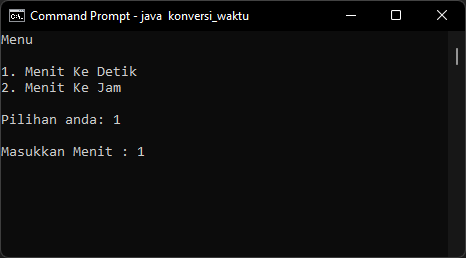 Command Prompt - java  konversi_waktu
Menu
1. Menit Ke Detik
2. Menit Ke Jam
Pilihan anda: 1
Masukkan Menit : 1